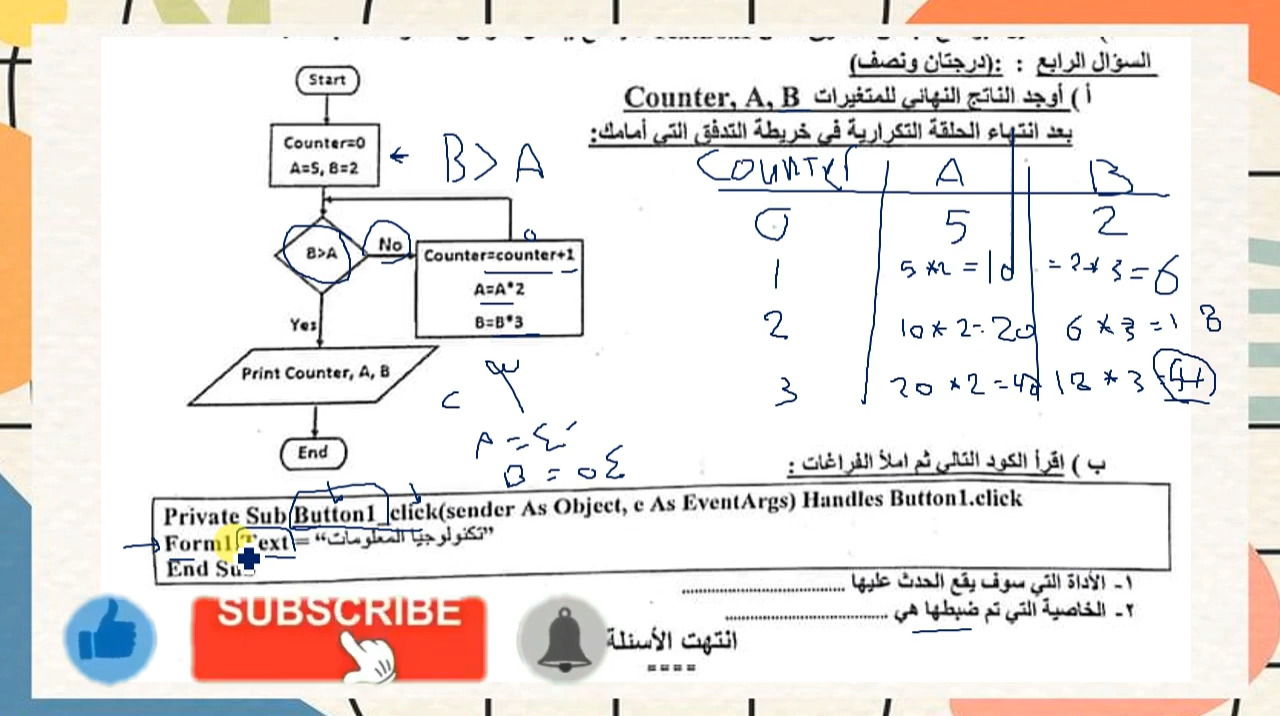 السؤال الرابع : :(درجتان ونصف)
أ ) أوجد الناتج النهائي للمتغيرات Counter, A, B
بعد انتهاء الحلقة التكرارية في خريطة التدفق التي أمامك:
Start
Counter=0
A=5, B=2
B>A
B>A
No
Counter=counter+1
A=A*2
B=B*3
Yes
Print Counter, A, B
End
Counter A B
0 5 2
1 5*2=10 =2*3=6
2 10*2=20 6*3=18
3 20*2=40 18*3=54
A = ٤٠
B = ٥٤
ب ) اقرأ الكود التالي ثم املأ الفراغات :
Private Sub Button1_click(sender As Object, e As EventArgs) Handles Button1.click
Form1.Text = "تكنولوجيا المعلومات"
End Sub
١- الأداة التي سوف يقع الحدث عليها ......................................
٢- الخاصية التي تم ضبطها هي ......................................
انتهت الأسئلة
====
SUBSCRIBE